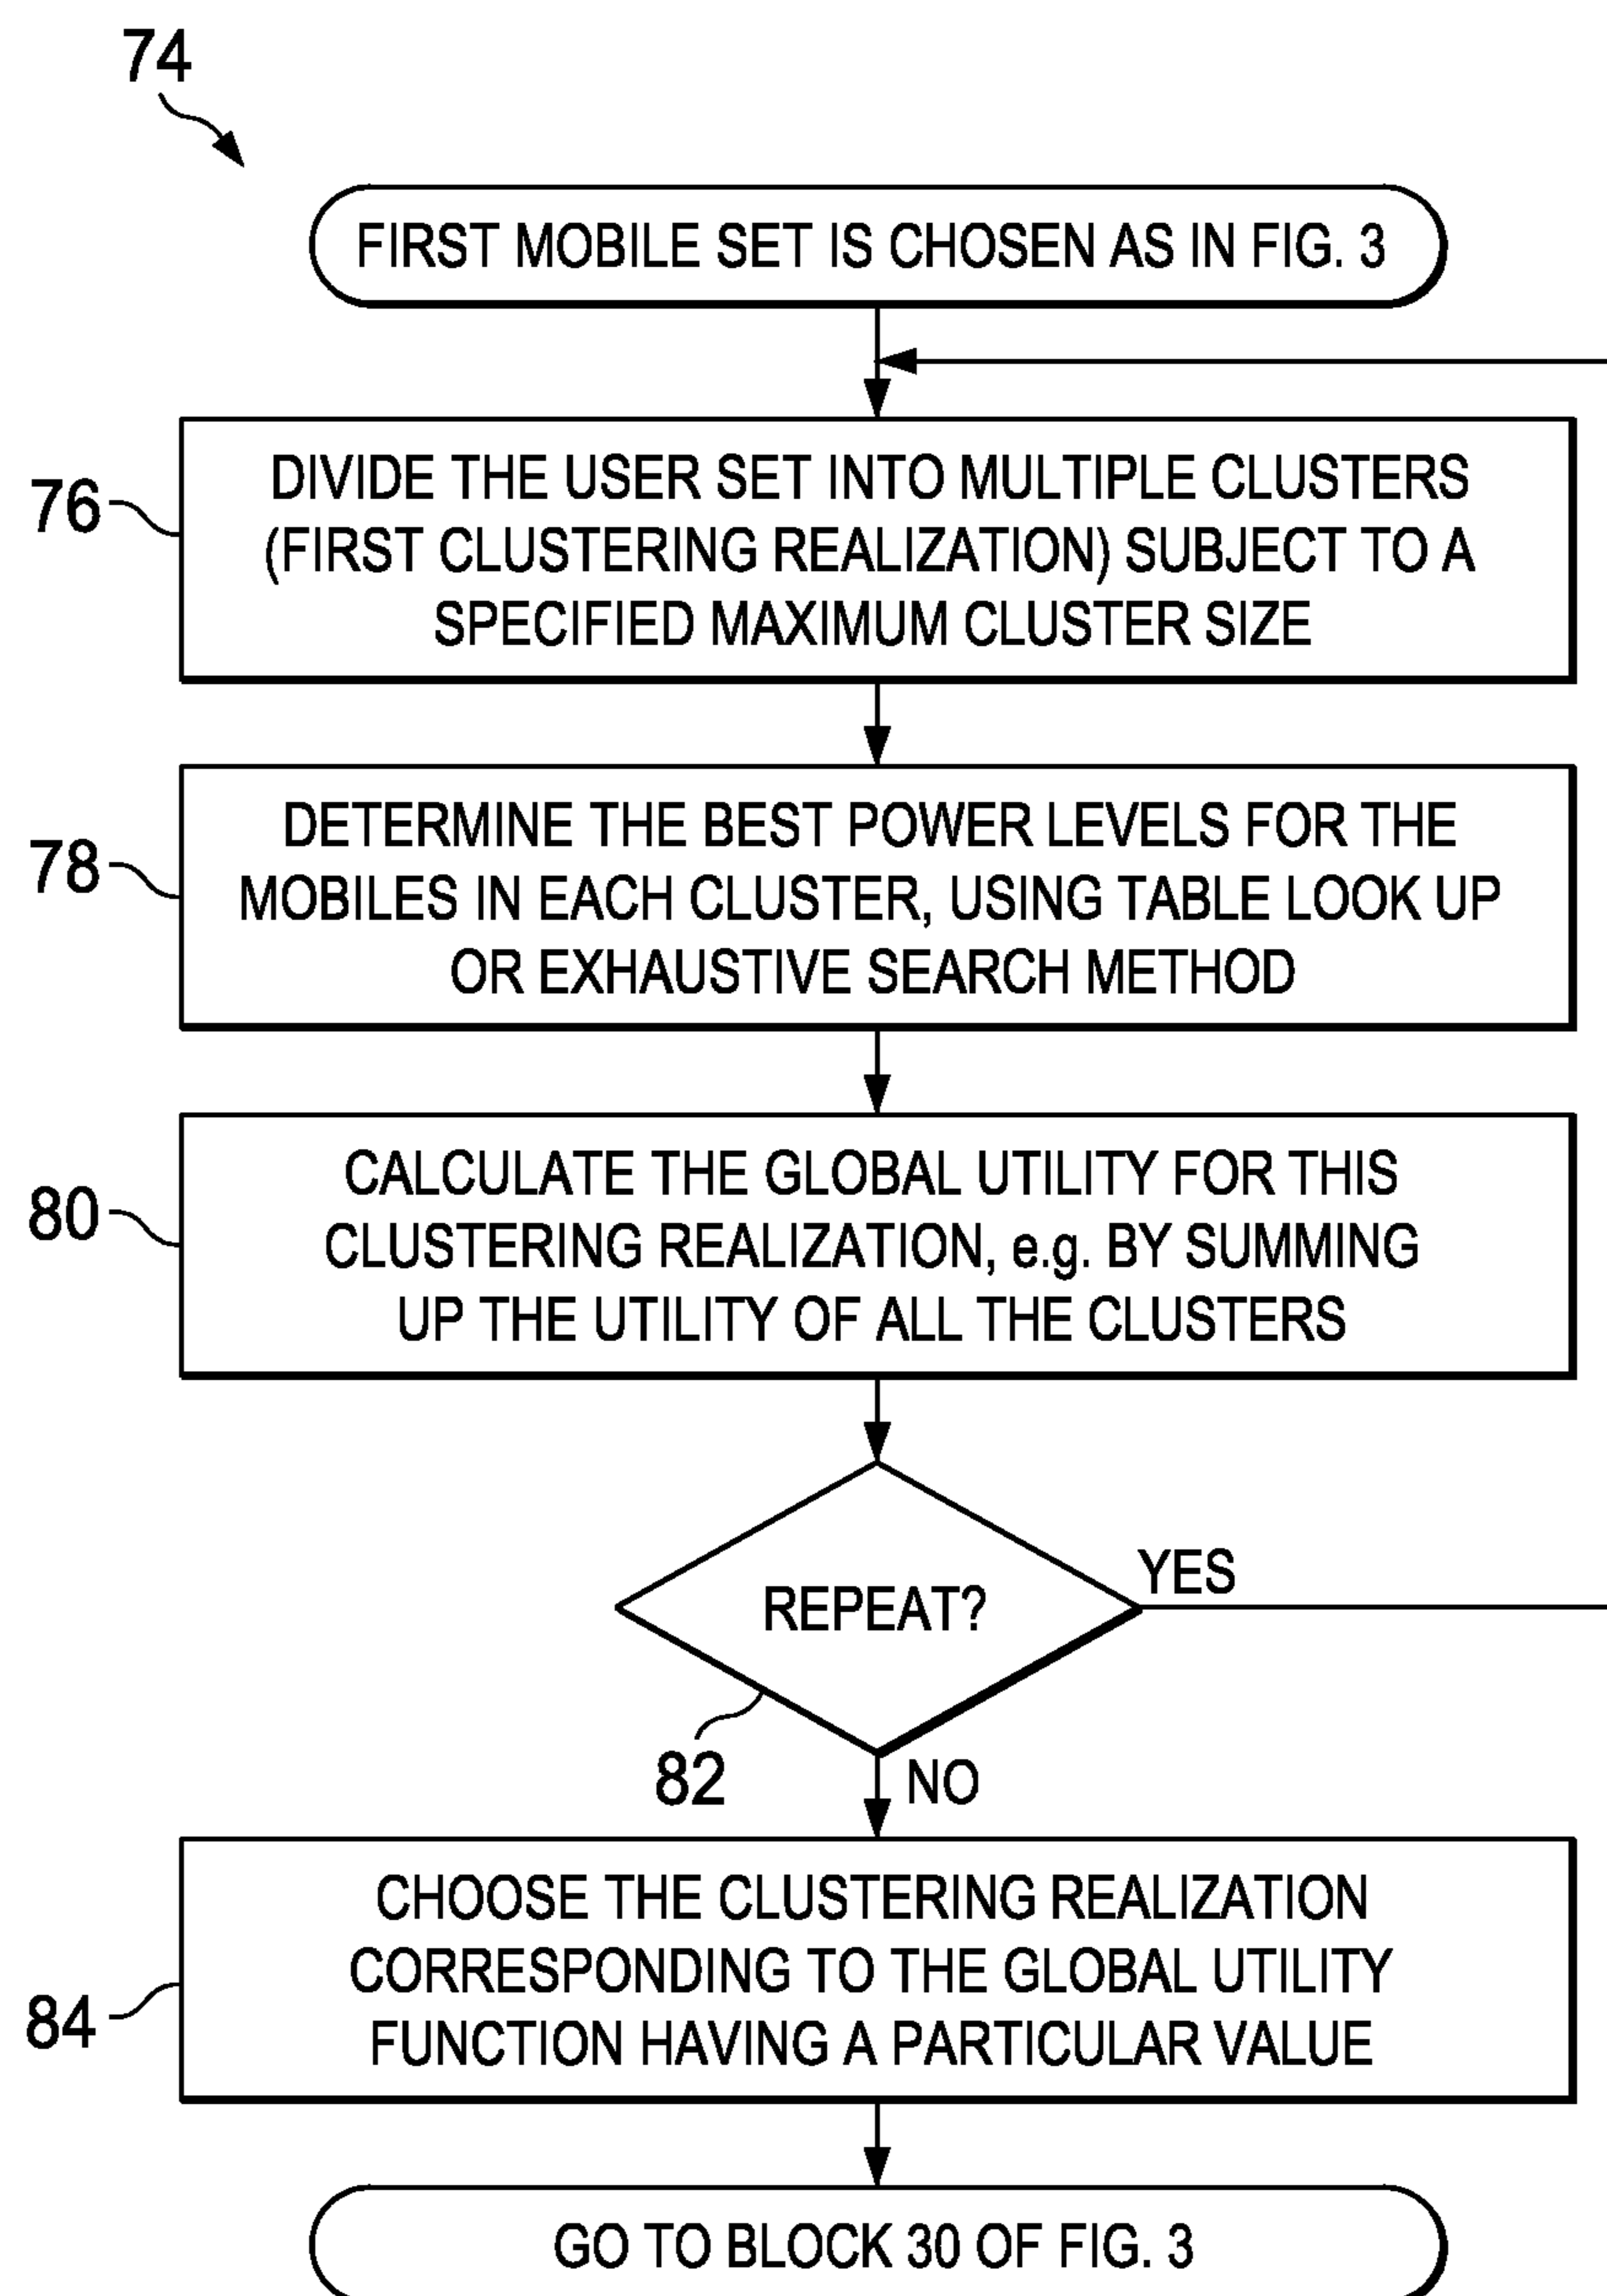 74
FIRST MOBILE SET IS CHOSEN AS IN FIG. 3
76
DIVIDE THE USER SET INTO MULTIPLE CLUSTERS
(FIRST CLUSTERING REALIZATION) SUBJECT TO A
SPECIFIED MAXIMUM CLUSTER SIZE
78
DETERMINE THE BEST POWER LEVELS FOR THE
MOBILES IN EACH CLUSTER, USING TABLE LOOK UP
OR EXHAUSTIVE SEARCH METHOD
80
CALCULATE THE GLOBAL UTILITY FOR THIS
CLUSTERING REALIZATION, e.g. BY SUMMING
UP THE UTILITY OF ALL THE CLUSTERS
YES
REPEAT?
82
NO
84
CHOOSE THE CLUSTERING REALIZATION
CORRESPONDING TO THE GLOBAL UTILITY
FUNCTION HAVING A PARTICULAR VALUE
GO TO BLOCK 30 OF FIG. 3